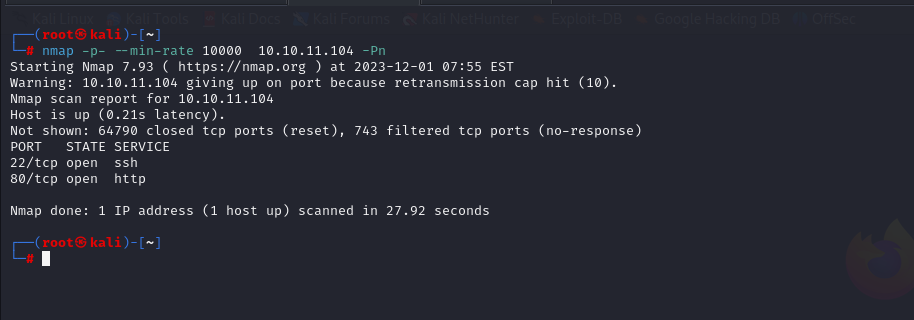 Kali Linux Kali Tools Kali Docs Kali Forums Kali NetHunter Exploit-DB Google Hacking DB OffSec
┌──(root㉿kali)-[~]
└─# nmap -p- --min-rate 10000  10.10.11.104 -Pn
Starting Nmap 7.93 ( https://nmap.org ) at 2023-12-01 07:55 EST
Warning: 10.10.11.104 giving up on port because retransmission cap hit (10).
Nmap scan report for 10.10.11.104
Host is up (0.21s latency).
Not shown: 64790 closed tcp ports (reset), 743 filtered tcp ports (no-response)
PORT   STATE SERVICE
22/tcp open  ssh
80/tcp open  http
Nmap done: 1 IP address (1 host up) scanned in 27.92 seconds
┌──(root㉿kali)-[~]
└─#